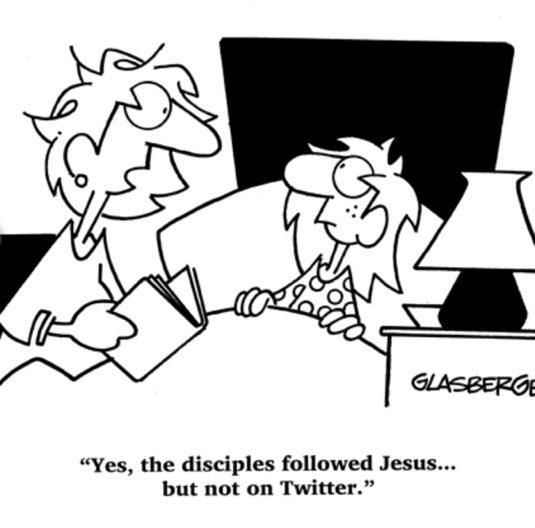 GLASBERGE
“Yes, the disciples followed Jesus...
but not on Twitter.”